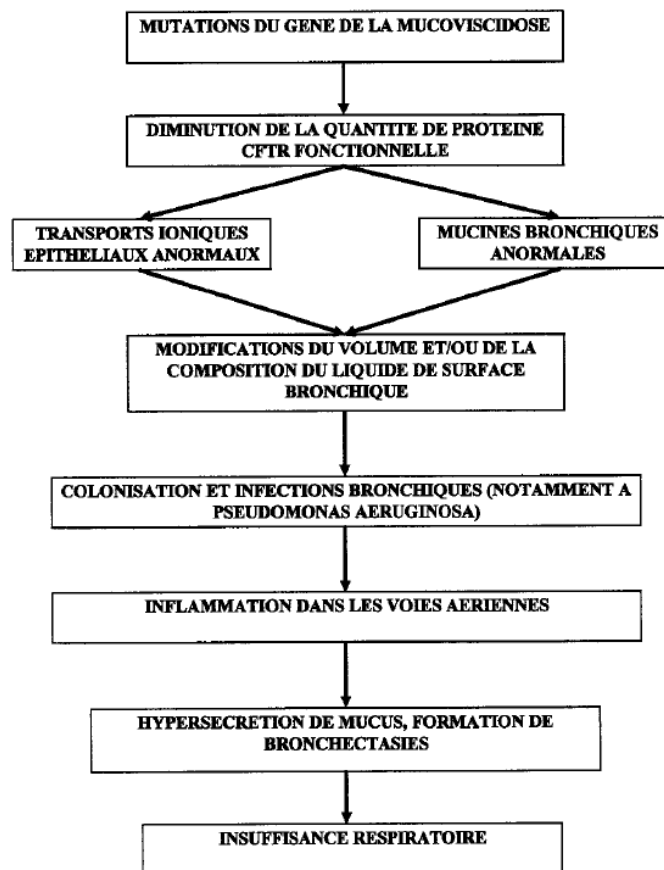 MUTATIONS DU GENE DE LA MUCOVISCIDOSE
DIMINUTION DE LA QUANTITE DE PROTEINE
CFTR FONCTIONNELLE
TRANSPORTS IONIQUES
EPITHELIAUX ANORMAUX
MUCINES BRONCHIQUES
ANORMALES
MODIFICATIONS DU VOLUME ET/OU DE LA
COMPOSITION DU LIQUIDE DE SURFACE
BRONCHIQUE
COLONISATION ET INFECTIONS BRONCHIQUES (NOTAMMENT A
PSEUDOMONAS AERUGINOSA)
INFLAMMATION DANS LES VOIES AERIENNES
HYPERSECRETION DE MUCUS, FORMATION DE
BRONCHECTASIES
INSUFFISANCE RESPIRATOIRE